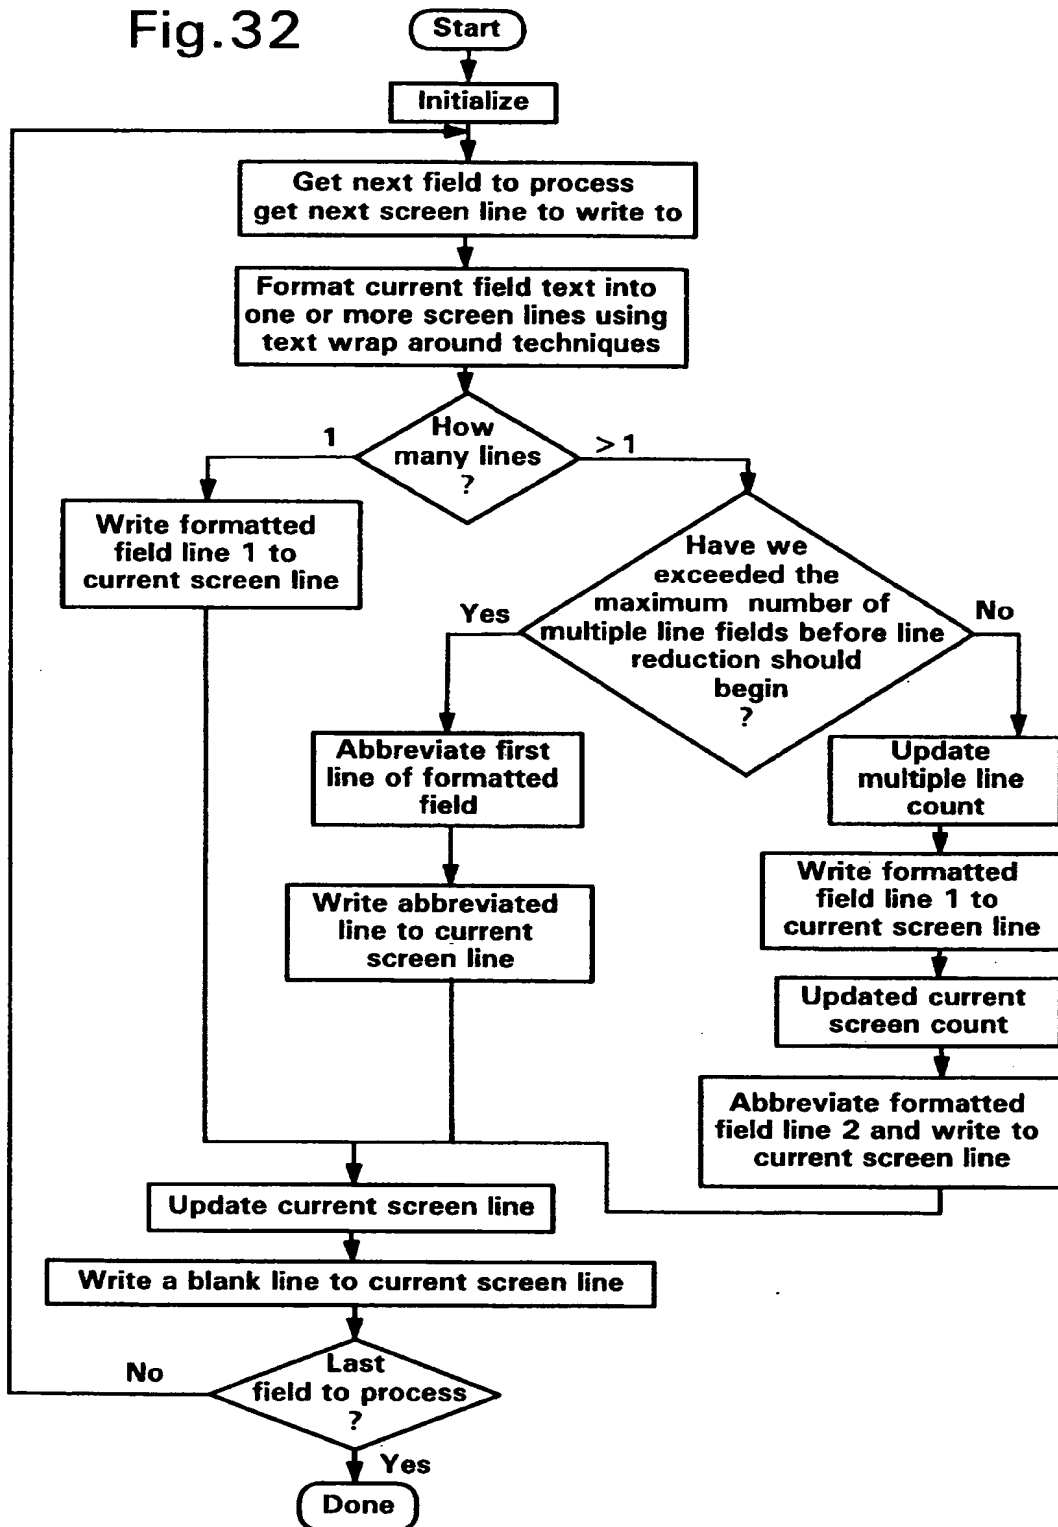 Fig.32
Start
Initialize
Get next field to process
get next screen line to write to
Format current field text into
one or more screen lines using
text wrap around techniques
How
many lines
?
1
>1
Write formatted
field line 1 to
current screen line
Have we
exceeded the
maximum number of
multiple line fields before line
reduction should
begin
?
Yes
No
Abbreviate first
line of formatted
field
Write abbreviated
line to current
screen line
Update
multiple line
count
Write formatted
field line 1 to
current screen line
Updated current
screen count
Abbreviate formatted
field line 2 and write to
current screen line
Update current screen line
Write a blank line to current screen line
Last
field to process
?
No
Yes
Done